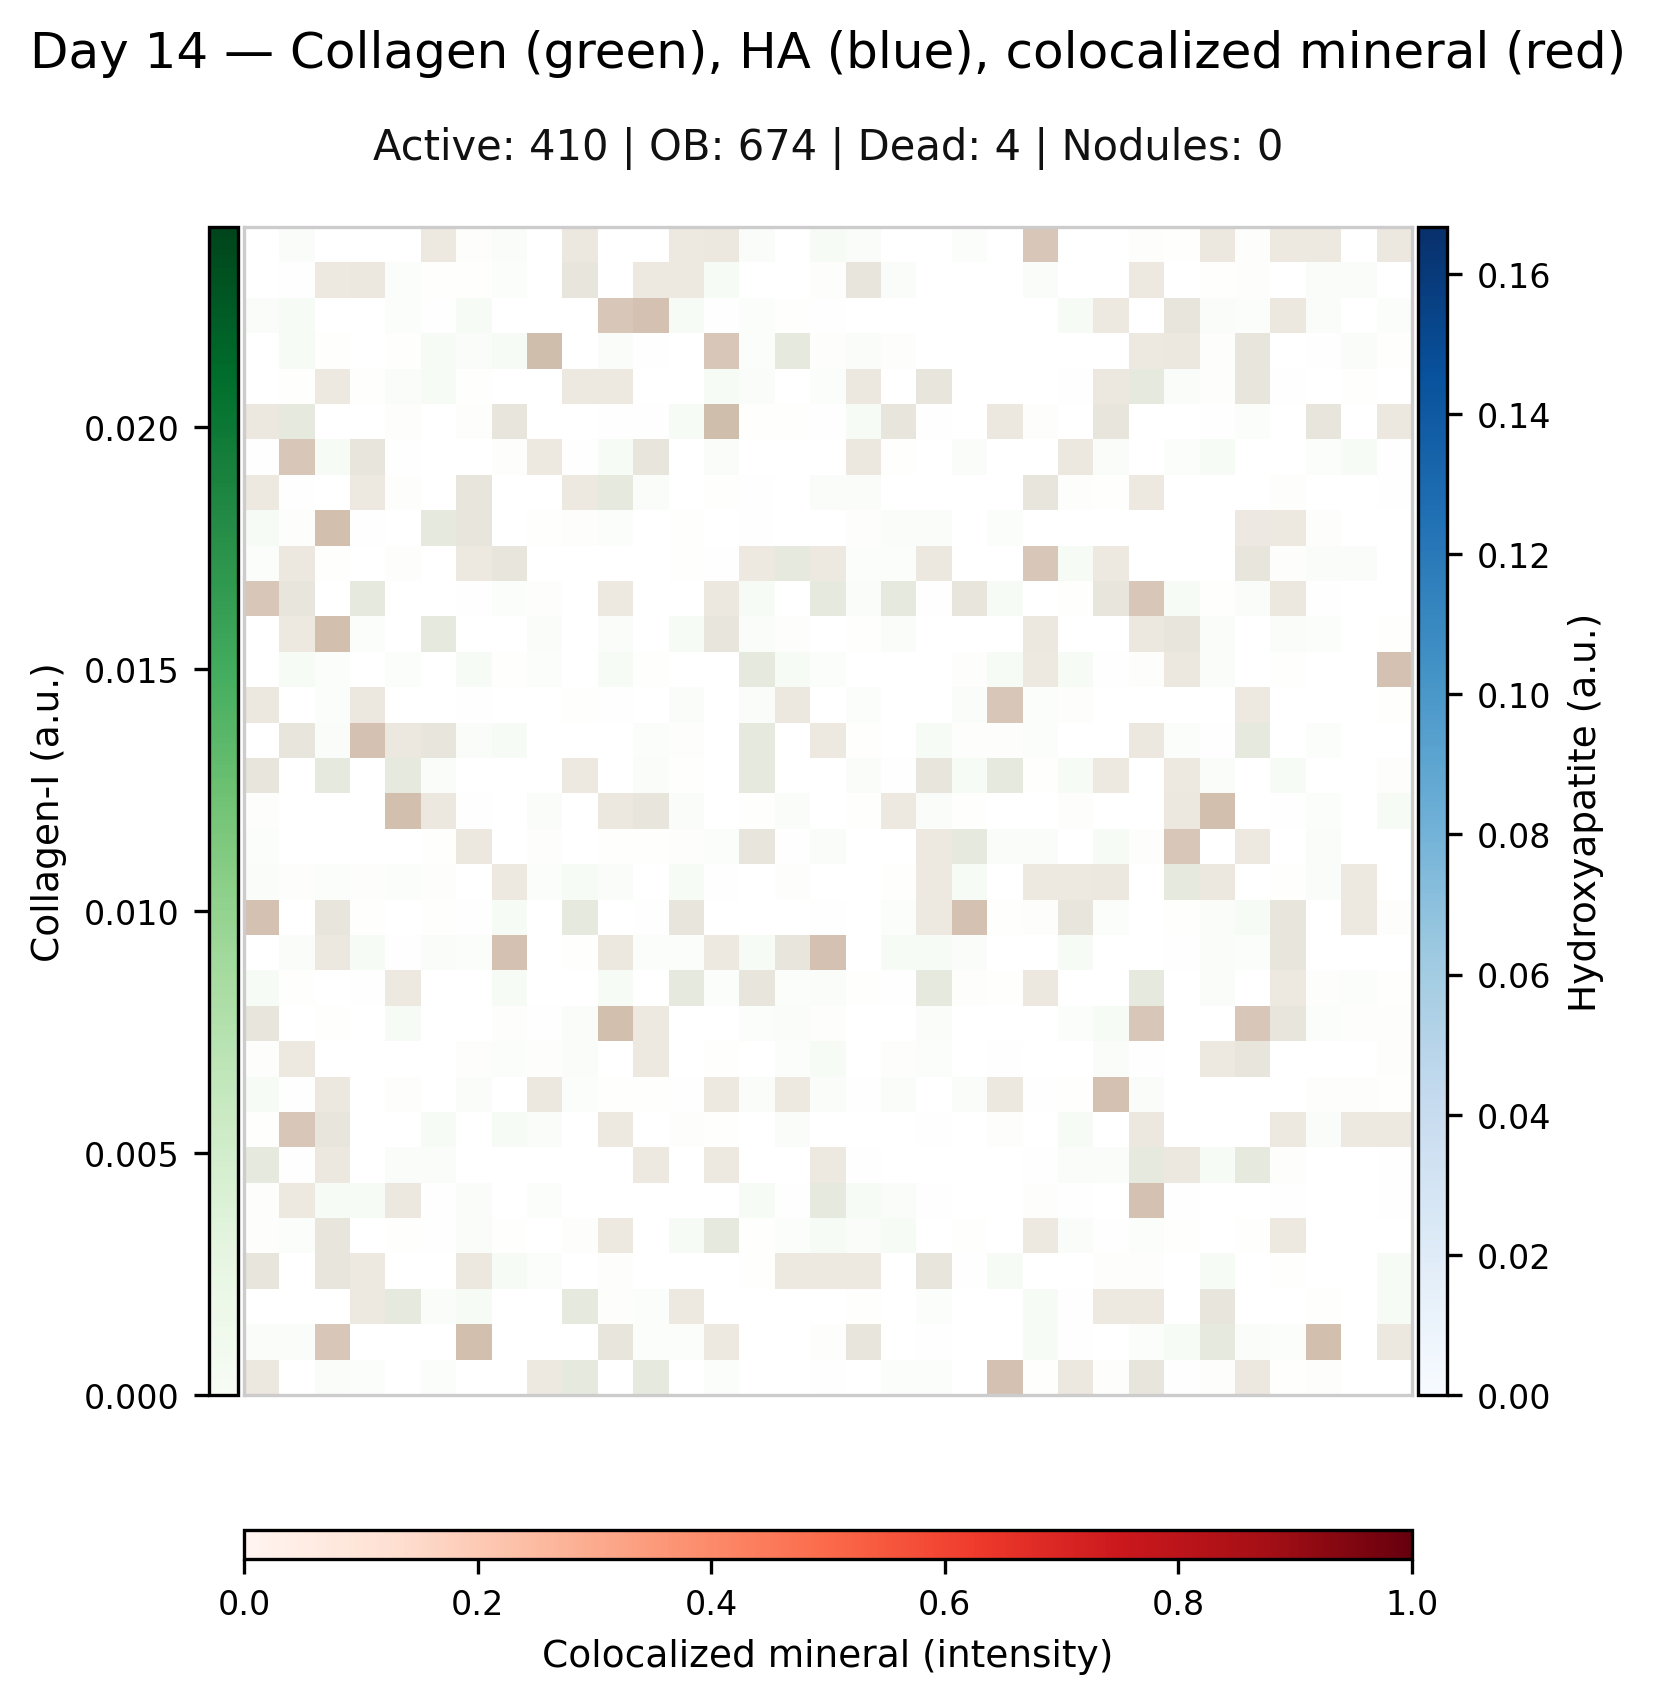 Day 14 — Collagen (green), HA (blue), colocalized mineral (red)
Active: 410 | OB: 674 | Dead: 4 | Nodules: 0
Collagen-I (a.u.)
0.020
0.015
0.010
0.005
0.000
0.16
0.14
0.12
0.10
0.08
0.06
0.04
0.02
0.00
Hydroxyapatite (a.u.)
0.0 0.2 0.4 0.6 0.8 1.0
Colocalized mineral (intensity)